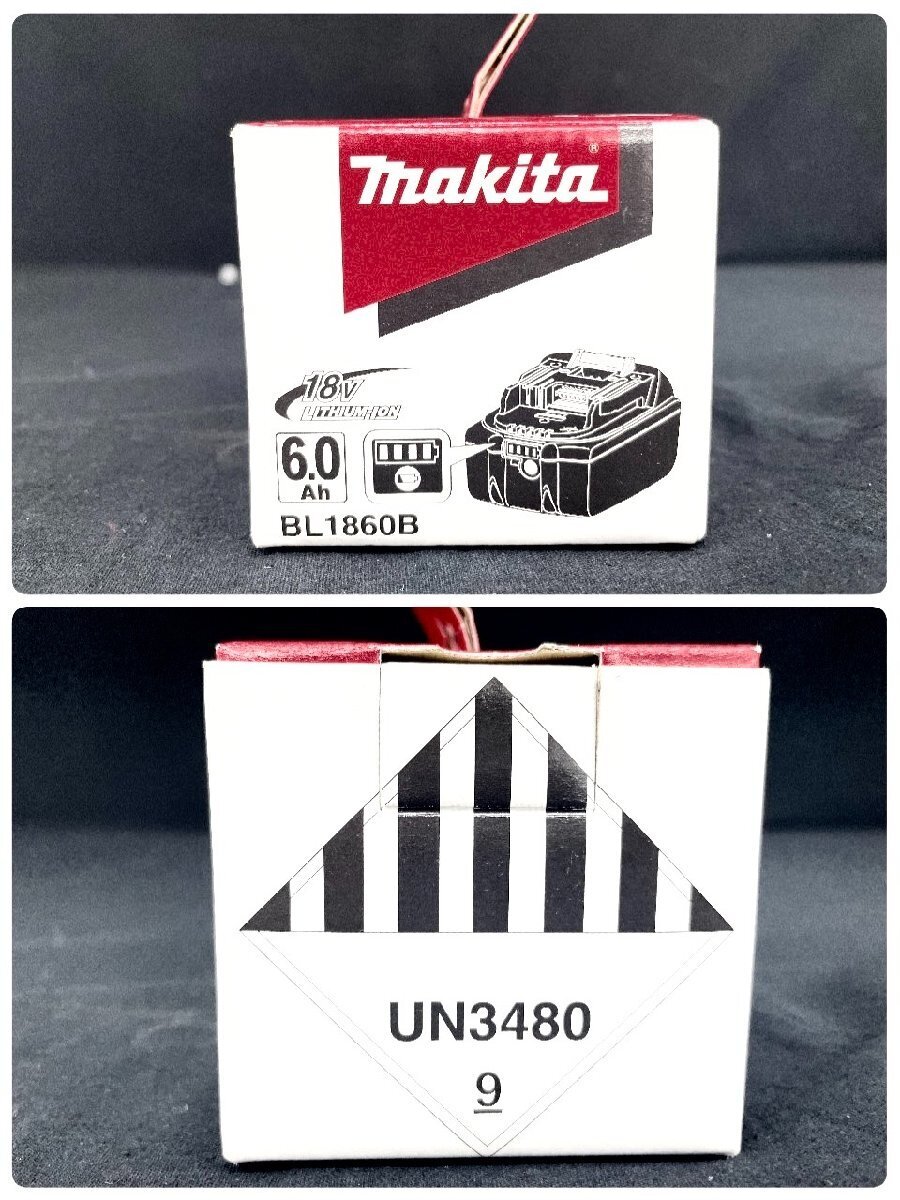 makita®
18V
LITHIUM-ION
6.0
Ah
BL1860B
UN3480
9